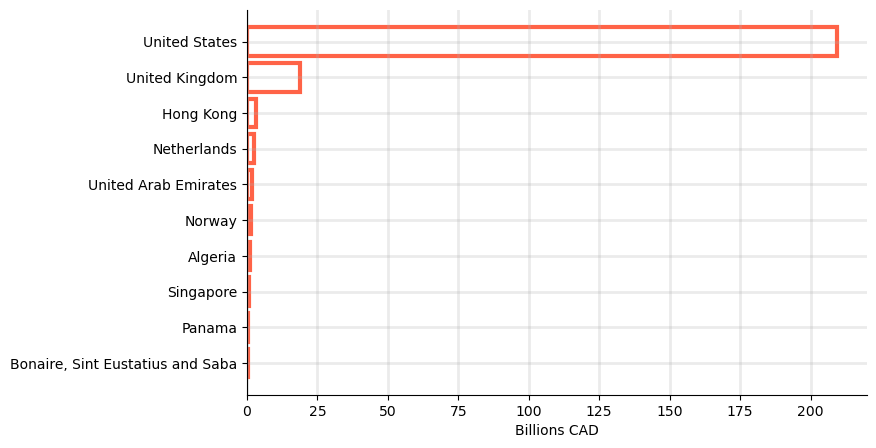 United States
United Kingdom
Hong Kong
Netherlands
United Arab Emirates
Norway
Algeria
Singapore
Panama
Bonaire, Sint Eustatius and Saba
0 25 50 75 100 125 150 175 200
Billions CAD